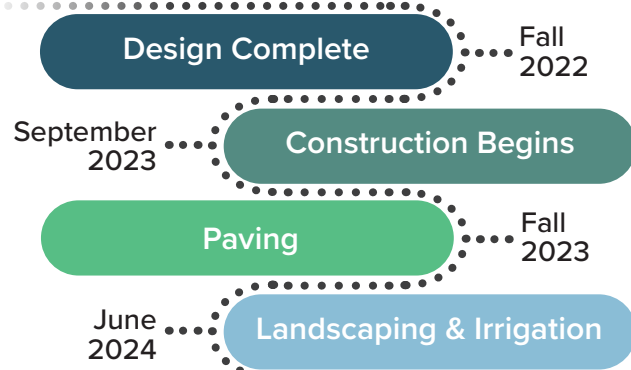 Design Complete
Fall
2022
September
2023
Construction Begins
Paving
Fall
2023
June
2024
Landscaping & Irrigation